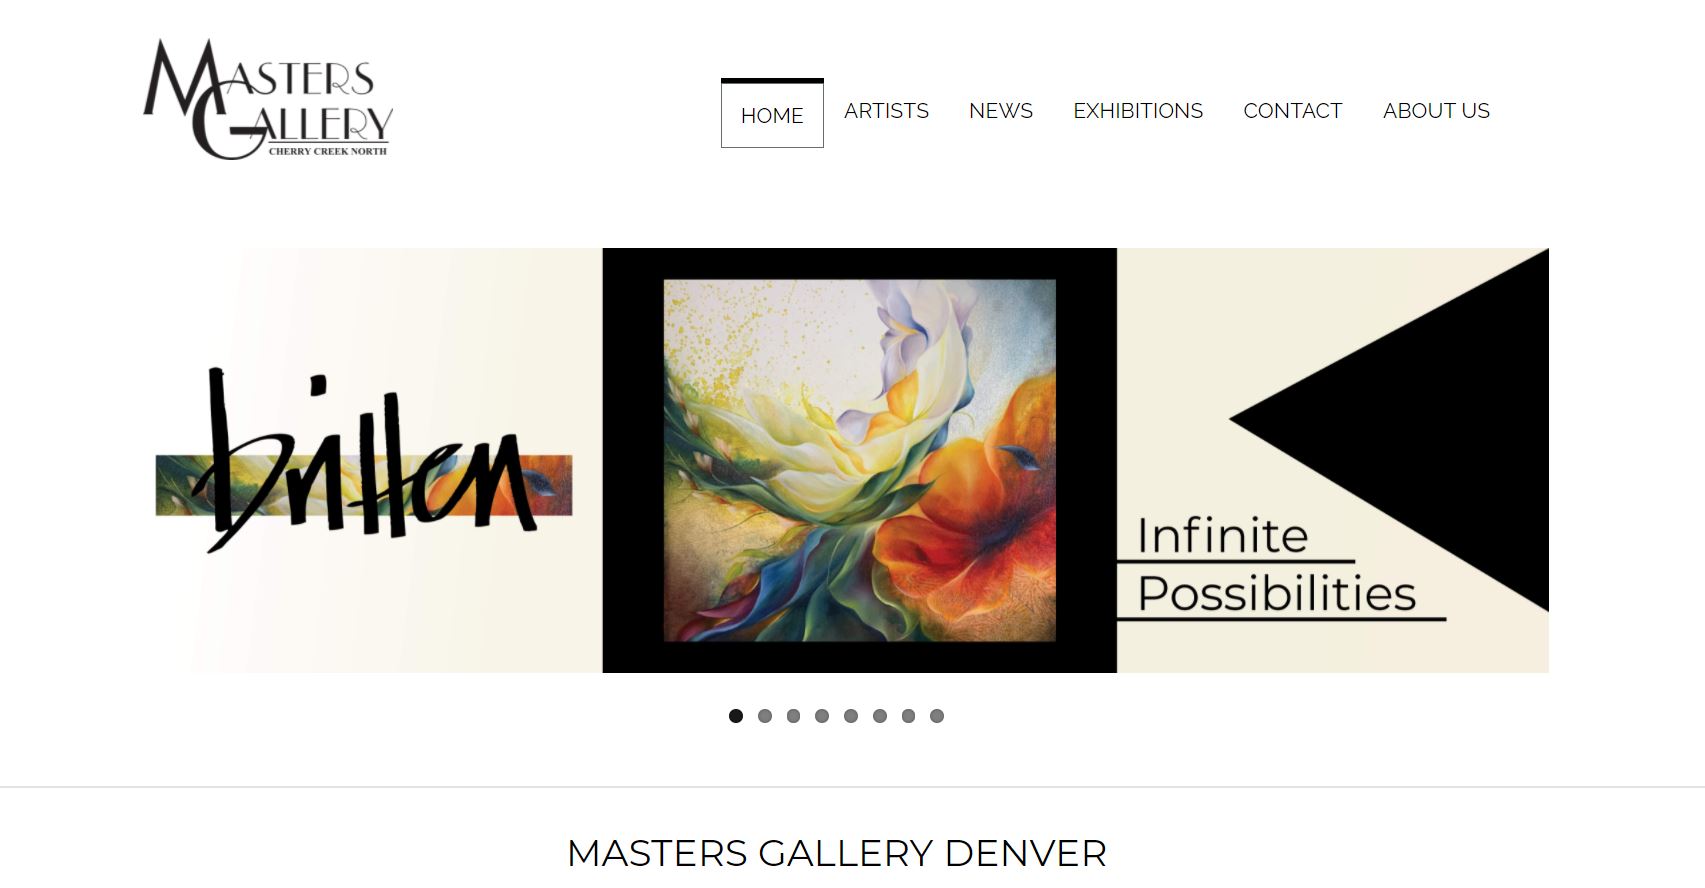 MASTERS
GALLERY
CHERRY CREEK NORTH
HOME ARTISTS NEWS EXHIBITIONS CONTACT ABOUT US
britten
Infinite
Possibilities
MASTERS GALLERY DENVER